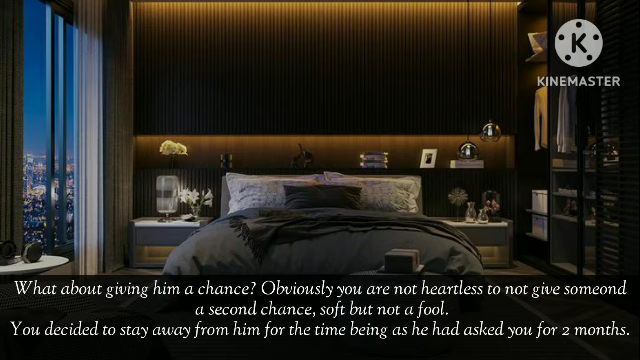 K
KINEMASTER
What about giving him a chance? Obviously you are not heartless to not give someond
a second chance, soft but not a fool.
You decided to stay away from him for the time being as he had asked you for 2 months.